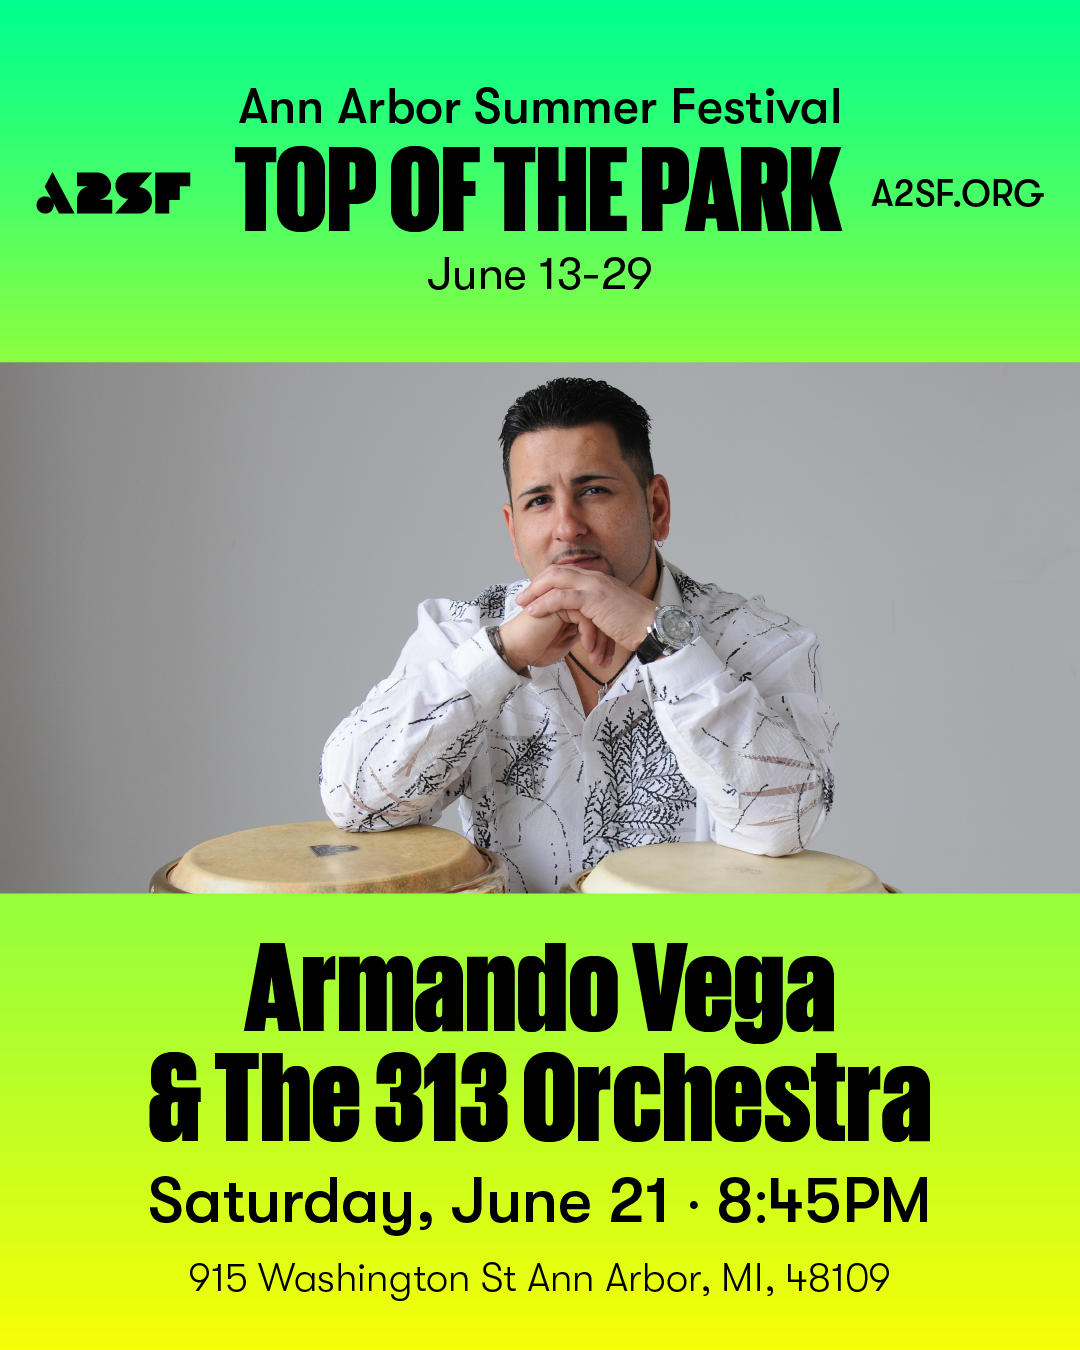 Ann Arbor Summer Festival
A2SF
TOP OF THE PARK
A2SF.ORG
June 13-29
Armando Vega
& The 313 Orchestra
Saturday, June 21 · 8:45PM
915 Washington St Ann Arbor, MI, 48109